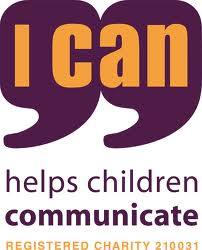 I can
helps children
communicate
REGISTERED CHARITY 210031